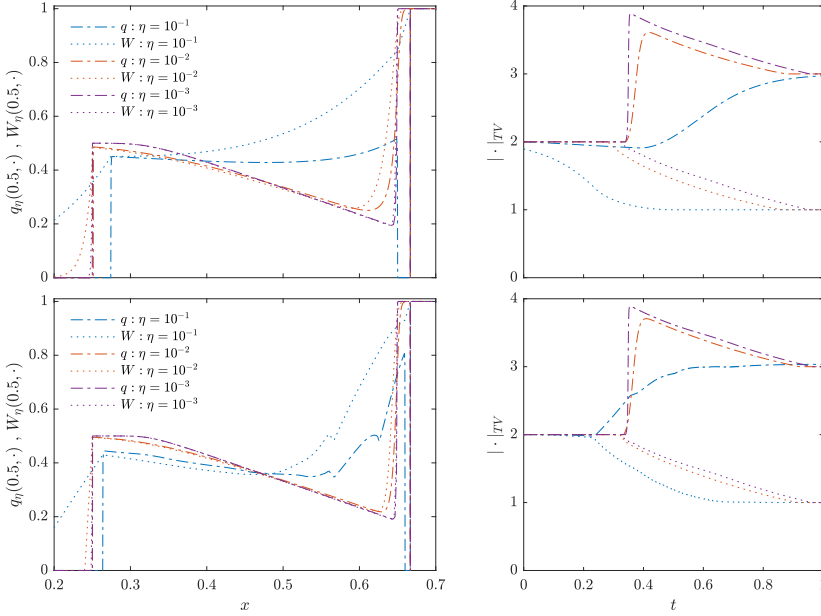 1
0.8
0.6
0.4
0.2
0
q_η(0.5, ·) , W_η(0.5, ·)
q : η = 10⁻¹
W : η = 10⁻¹
q : η = 10⁻²
W : η = 10⁻²
q : η = 10⁻³
W : η = 10⁻³
4
3
2
1
0
| · |_TV
1
0.8
0.6
0.4
0.2
0
q_η(0.5, ·) , W_η(0.5, ·)
q : η = 10⁻¹
W : η = 10⁻¹
q : η = 10⁻²
W : η = 10⁻²
q : η = 10⁻³
W : η = 10⁻³
0.2 0.3 0.4 0.5 0.6 0.7
x
4
3
2
1
0
| · |_TV
0 0.2 0.4 0.6 0.8 1
t